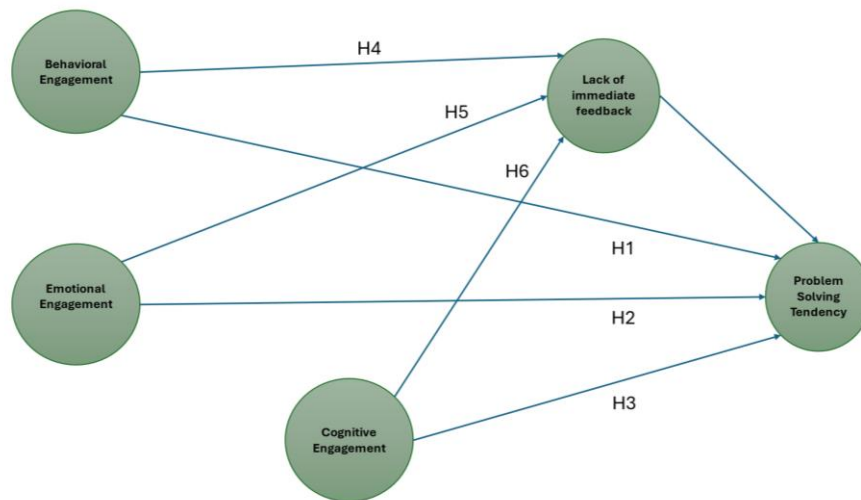 Behavioral
Engagement
H4
Lack of
immediate
feedback
H5
H6
H1
Emotional
Engagement
H2
Problem
Solving
Tendency
H3
Cognitive
Engagement